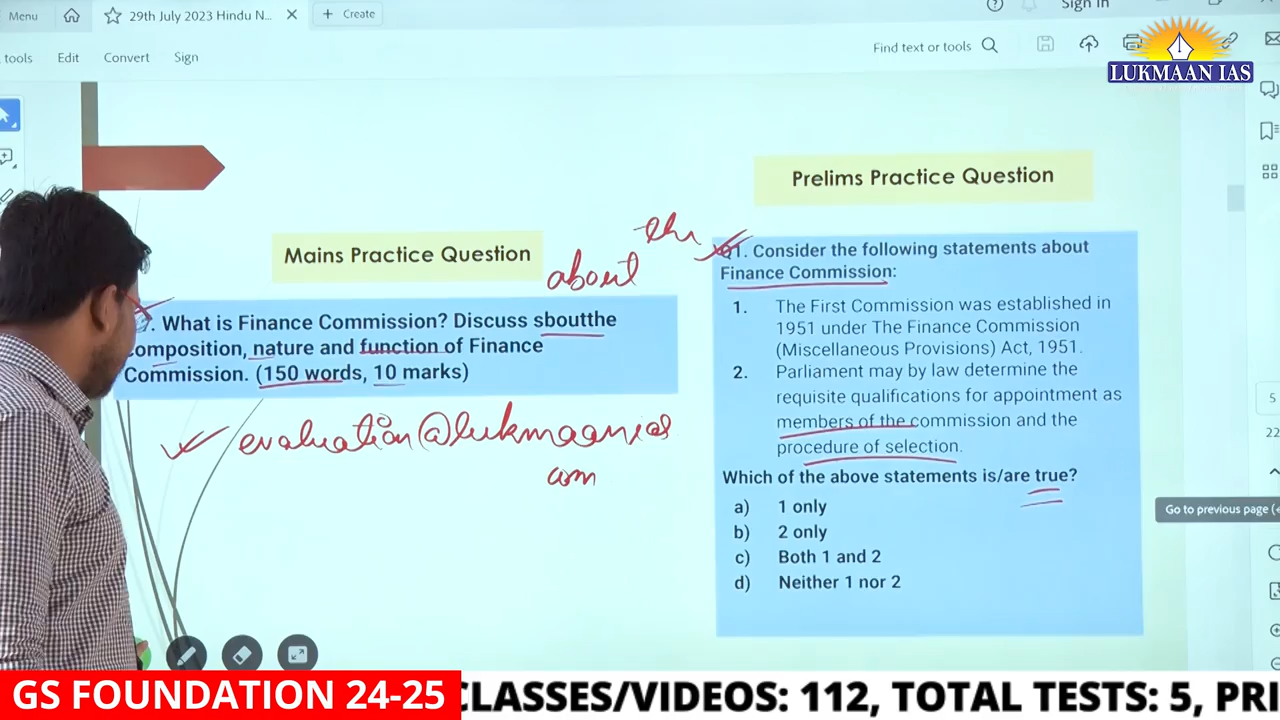 Menu
29th July 2023 Hindu N...
Create
Sign In
tools
Edit
Convert
Sign
Find text or tools
LUKMAAN IAS
Prelims Practice Question
Mains Practice Question
the
about
What is Finance Commission? Discuss sboutthe
composition, nature and function of Finance
Commission. (150 words, 10 marks)
evaluation@lukmaanias
com
Q1. Consider the following statements about
Finance Commission:
1. The First Commission was established in
1951 under The Finance Commission
(Miscellaneous Provisions) Act, 1951.
2. Parliament may by law determine the
requisite qualifications for appointment as
members of the commission and the
procedure of selection.
Which of the above statements is/are true?
a) 1 only
b) 2 only
c) Both 1 and 2
d) Neither 1 nor 2
5
22
Go to previous page
GS FOUNDATION 24-25
CLASSES/VIDEOS: 112, TOTAL TESTS: 5, PRI